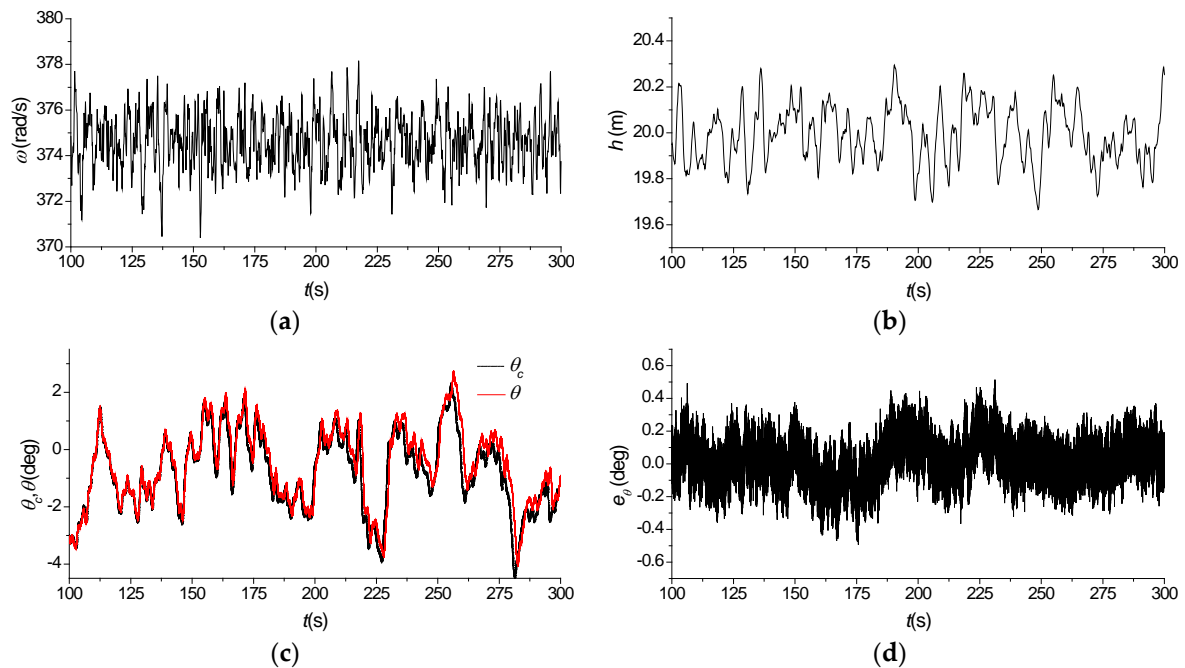 380
378
376
374
372
370
ω (rad/s)
100 125 150 175 200 225 250 275 300
t(s)
(a)
20.4
20.2
20.0
19.8
19.6
h (m)
100 125 150 175 200 225 250 275 300
t(s)
(b)
2
0
-2
-4
θc,θ(deg)
θc
θ
100 125 150 175 200 225 250 275 300
t(s)
(c)
0.6
0.4
0.2
0.0
-0.2
-0.4
-0.6
eθ (deg)
100 125 150 175 200 225 250 275 300
t(s)
(d)